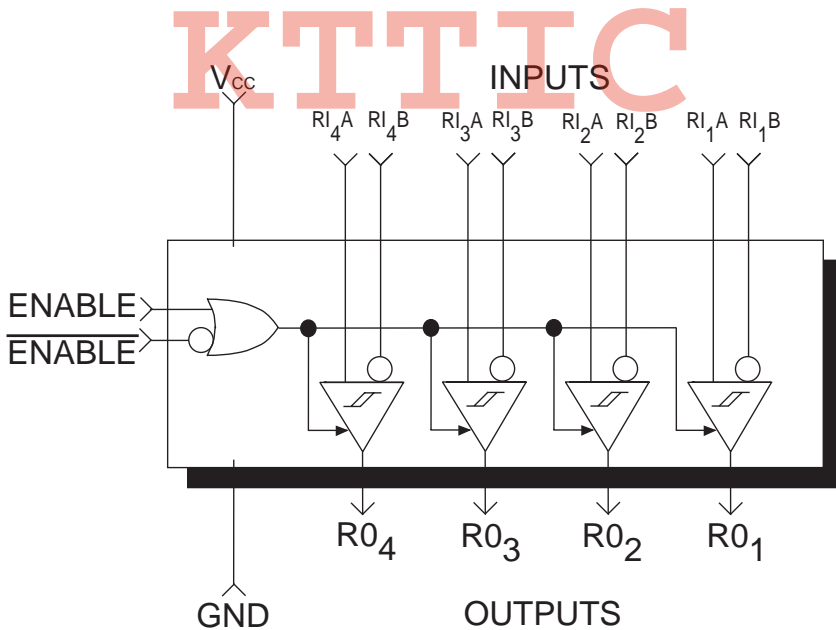 KTTIC
VCC
INPUTS
RI4A RI4B RI3A RI3B RI2A RI2B RI1A RI1B
ENABLE
ENABLE
R04 R03 R02 R01
GND
OUTPUTS